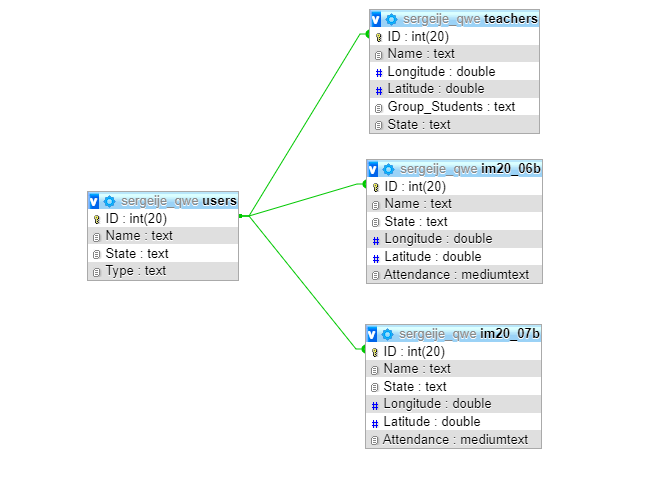 v sergeije_qwe teachers
ID : int(20)
Name : text
# Longitude : double
# Latitude : double
Group_Students : text
State : text
v sergeije_qwe im20_06b
ID : int(20)
Name : text
State : text
# Longitude : double
# Latitude : double
Attendance : mediumtext
v sergeije_qwe users
ID : int(20)
Name : text
State : text
Type : text
v sergeije_qwe im20_07b
ID : int(20)
Name : text
State : text
# Longitude : double
# Latitude : double
Attendance : mediumtext